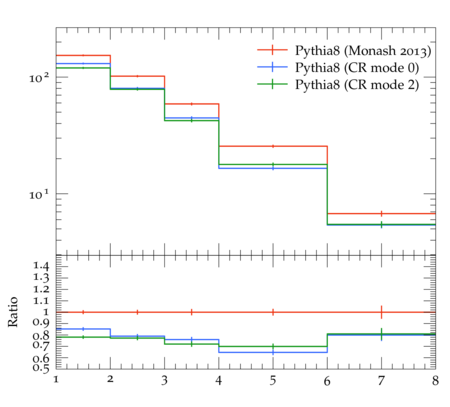 Pythia8 (Monash 2013)
Pythia8 (CR mode 0)
Pythia8 (CR mode 2)
10²
10¹
Ratio
1.4
1.3
1.2
1.1
1
0.9
0.8
0.7
0.6
0.5
1 2 3 4 5 6 7 8